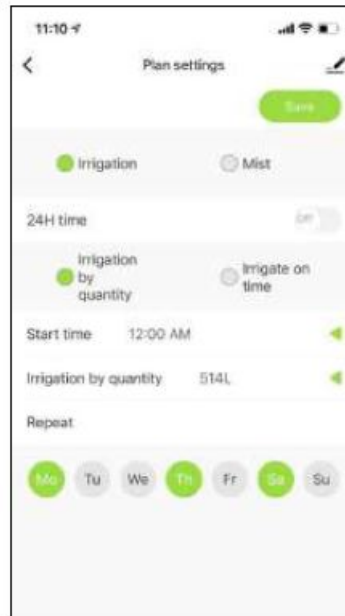 11:10
Plan settings
Save
Irrigation Mist
24H time Off
Irrigation by quantity Irrigate on time
Start time 12:00 AM
Irrigation by quantity 514L
Repeat
Mo Tu We Th Fr Sa Su